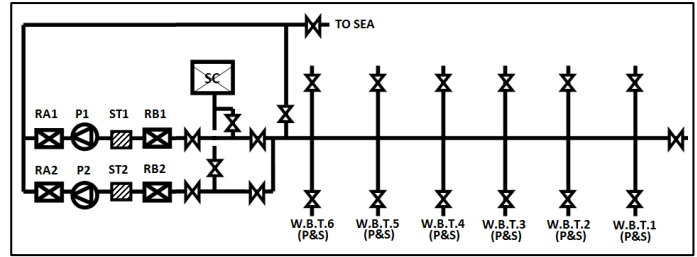 TO SEA
SC
RA1 P1 ST1 RB1
RA2 P2 ST2 RB2
W.B.T.6 W.B.T.5 W.B.T.4 W.B.T.3 W.B.T.2 W.B.T.1
(P&S) (P&S) (P&S) (P&S) (P&S) (P&S)